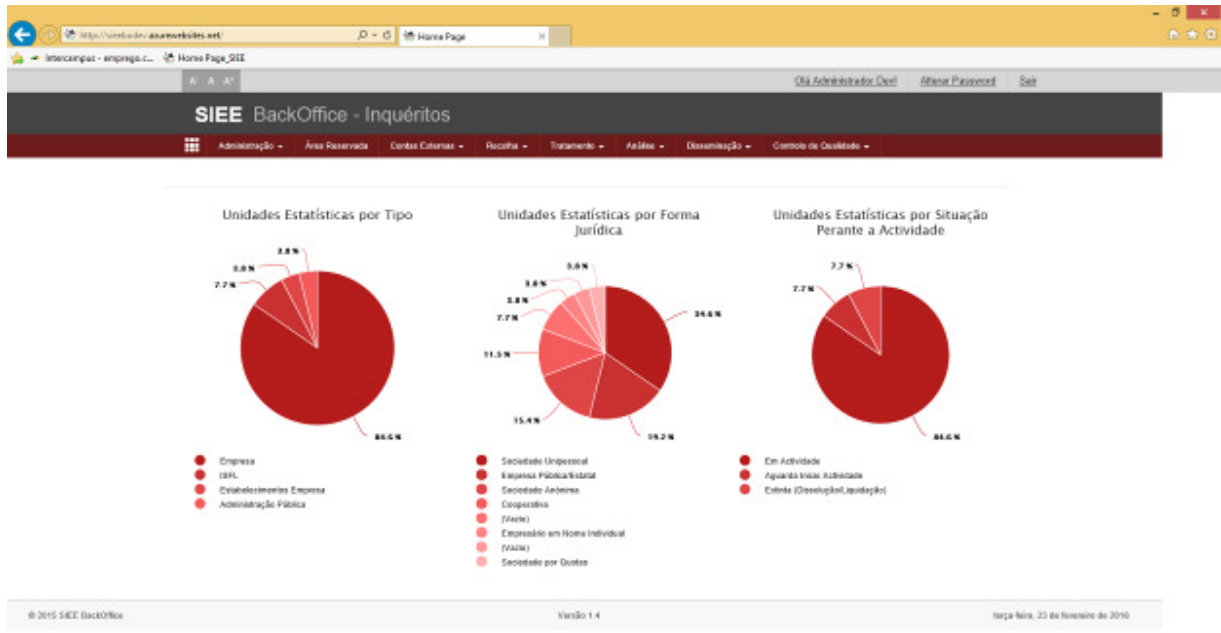 http://sieebodev.azurewebsites.net/
Home Page
Intercampus - emprego.c...
Home Page_SIEE
A A A+
Olá Administrador Dev!
Alterar Password
Sair
SIEE BackOffice - Inquéritos
Administração
Área Reservada
Contas Externas
Recolha
Tratamento
Análise
Disseminação
Controlo de Qualidade
Unidades Estatísticas por Tipo
3.8 %
3.8 %
7.7 %
84.6 %
Empresa
ISFL
Estabelecimentos Empresa
Administração Pública
Unidades Estatísticas por Forma
Jurídica
3.8 %
3.8 %
3.8 %
7.7 %
11.5 %
15.4 %
34.6 %
19.2 %
Sociedade Unipessoal
Empresa Pública/Estatal
Sociedade Anónima
Cooperativa
(Vazio)
Empresário em Nome Individual
(Vazio)
Sociedade por Quotas
Unidades Estatísticas por Situação
Perante a Actividade
7.7 %
7.7 %
84.6 %
Em Actividade
Aguarda Início Actividade
Extinta (Dissolução/Liquidação)
© 2015 SIEE BackOffice
Versão 1.4
terça-feira, 23 de fevereiro de 2016